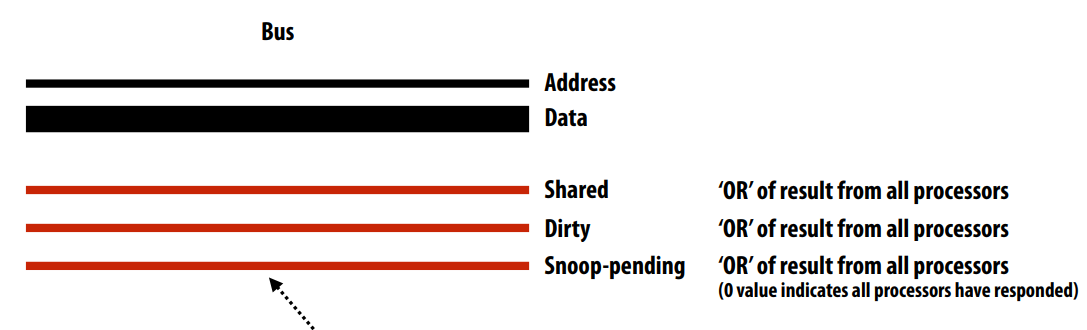 Bus
Address
Data
Shared ‘OR’ of result from all processors
Dirty ‘OR’ of result from all processors
Snoop-pending ‘OR’ of result from all processors
(0 value indicates all processors have responded)